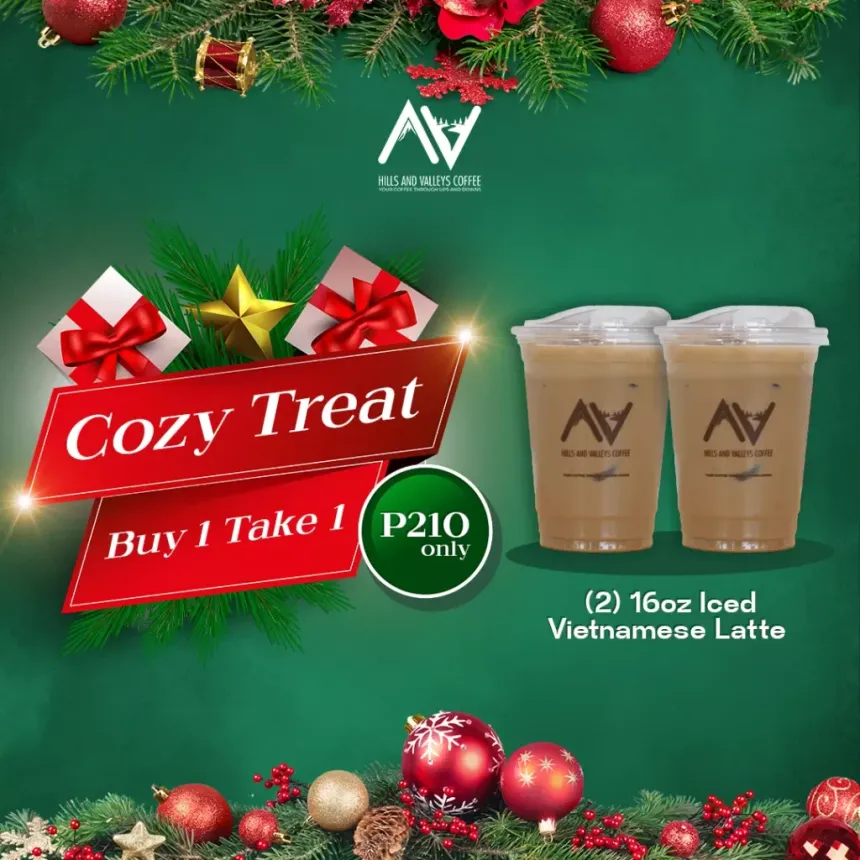 HILLS AND VALLEYS COFFEE
YOUR COFFEE THROUGH UPS AND DOWNS
Cozy Treat
Buy 1 Take 1
P210
only
HILLS AND VALLEYS COFFEE
HILLS AND VALLEYS COFFEE
(2) 16oz Iced
Vietnamese Latte